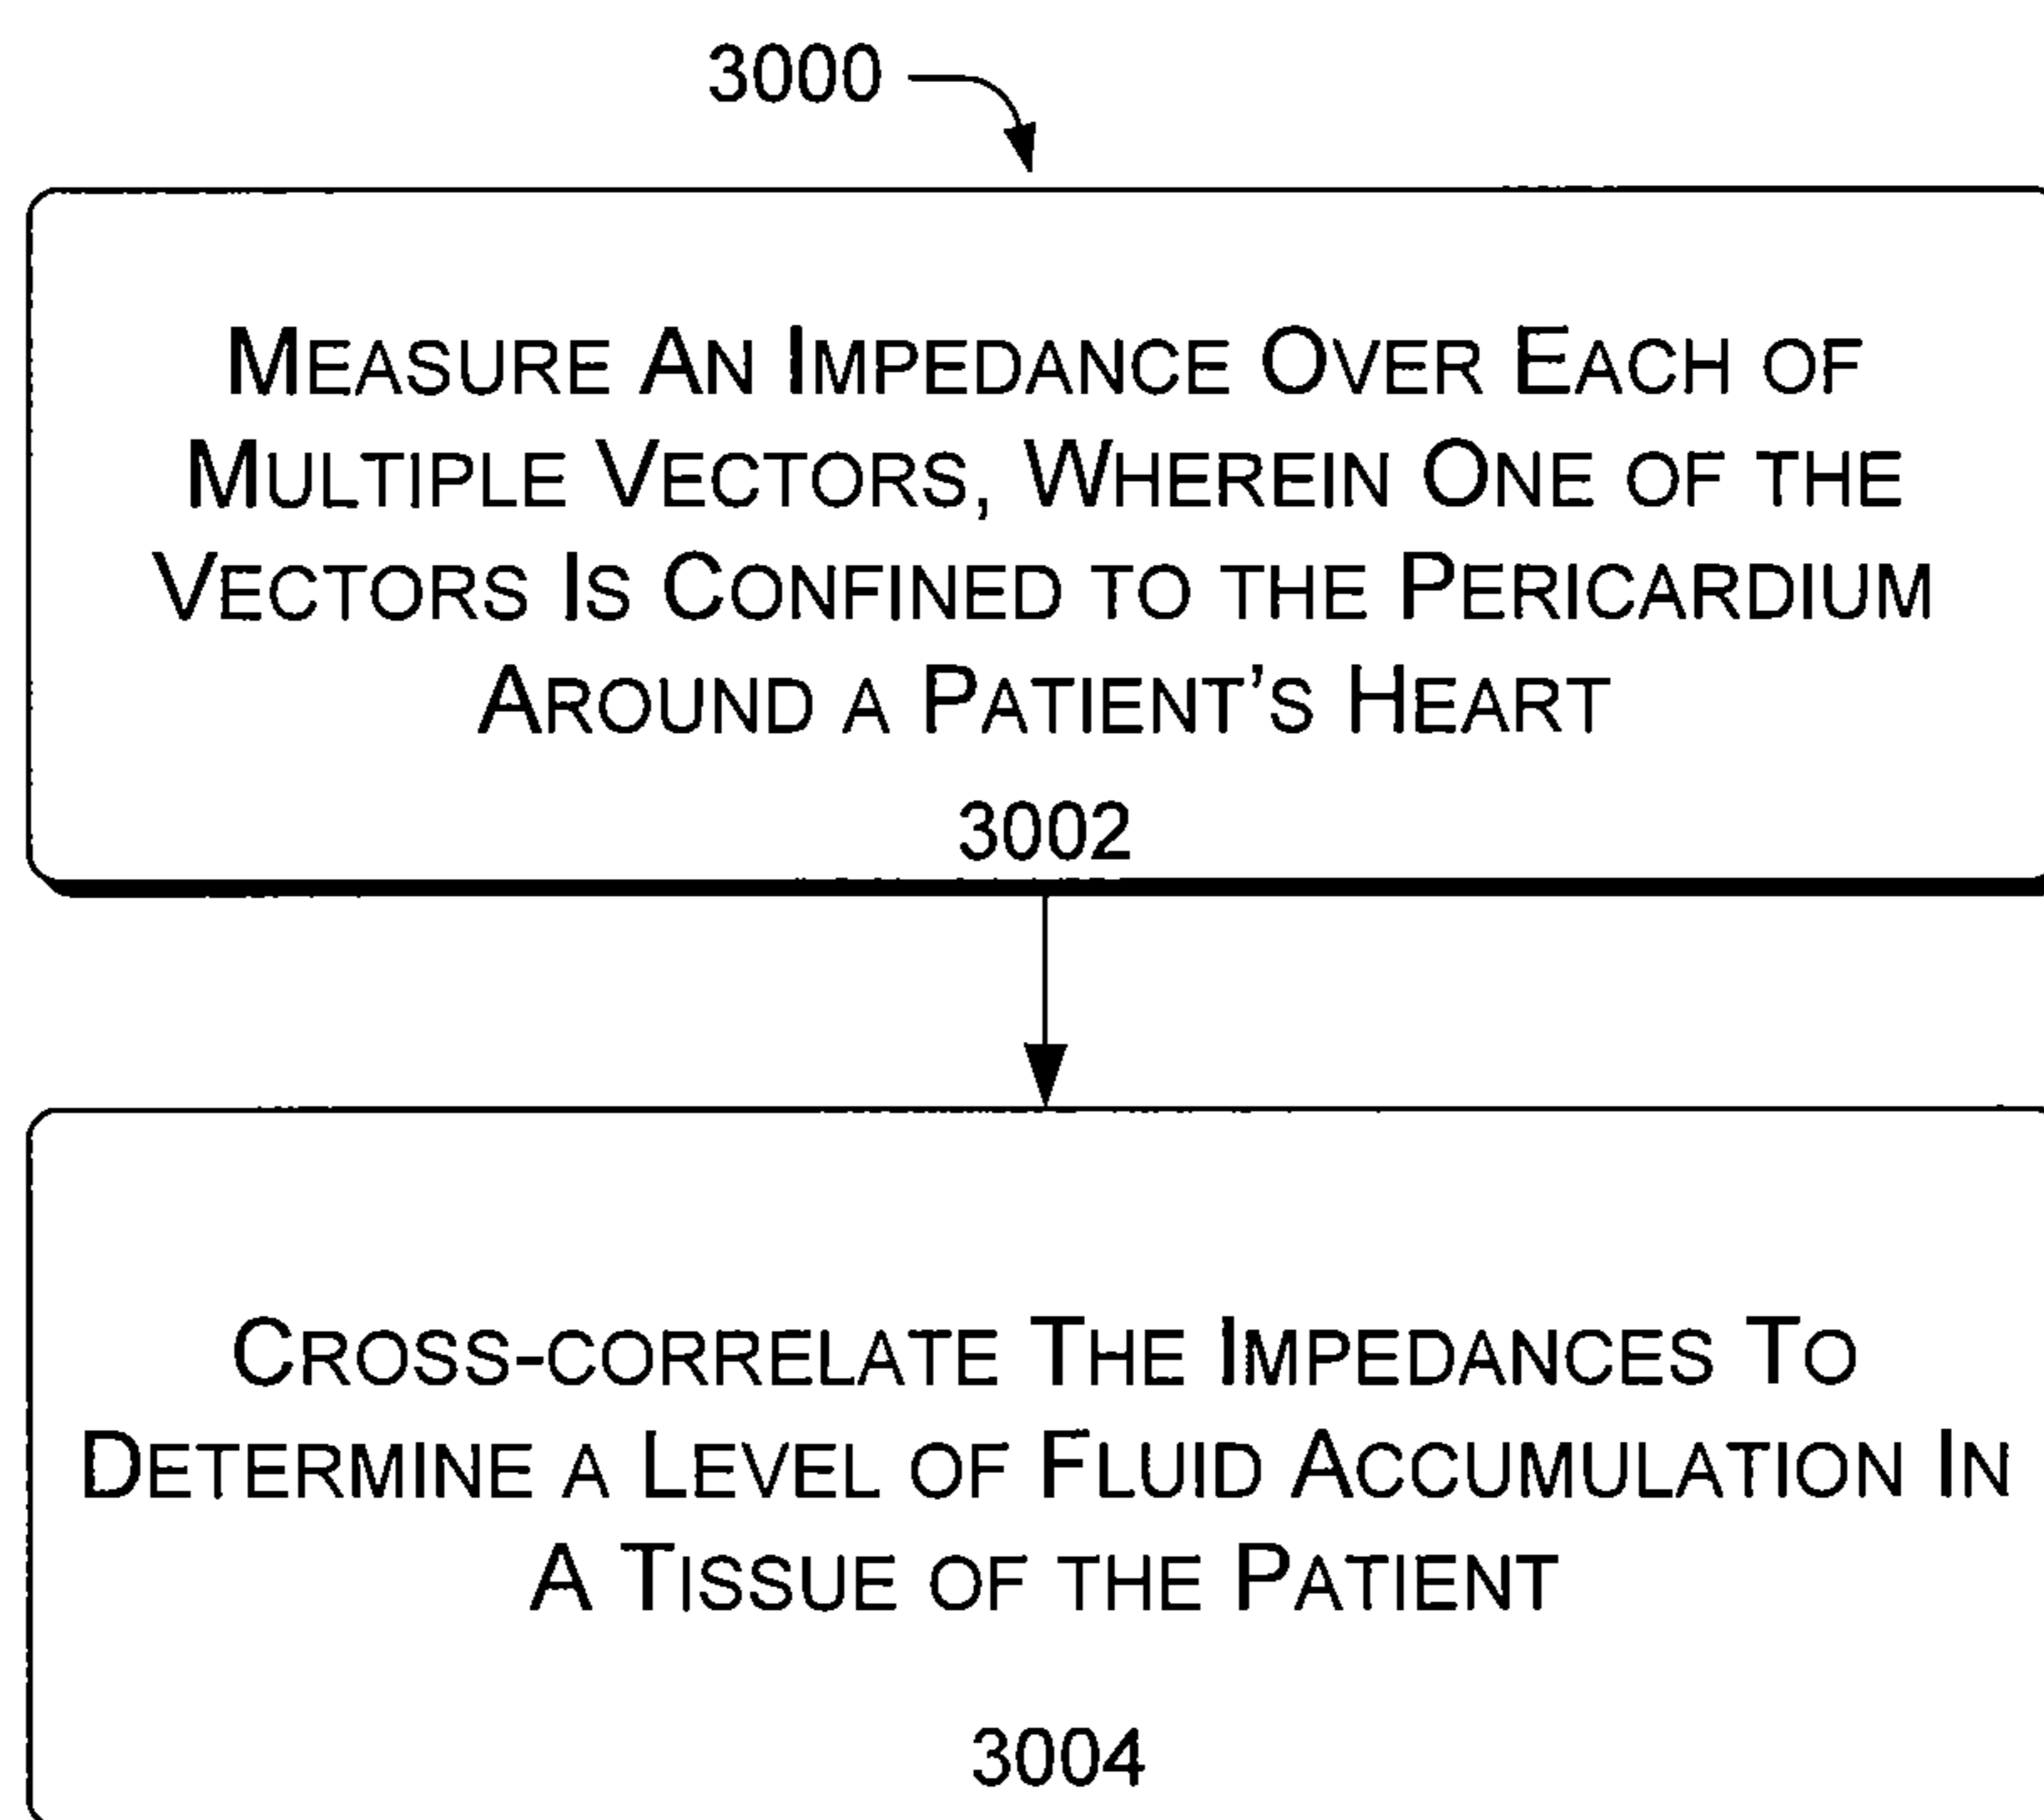 3000
MEASURE AN IMPEDANCE OVER EACH OF
MULTIPLE VECTORS, WHEREIN ONE OF THE
VECTORS IS CONFINED TO THE PERICARDIUM
AROUND A PATIENT'S HEART
3002
CROSS-CORRELATE THE IMPEDANCES TO
DETERMINE A LEVEL OF FLUID ACCUMULATION IN
A TISSUE OF THE PATIENT
3004